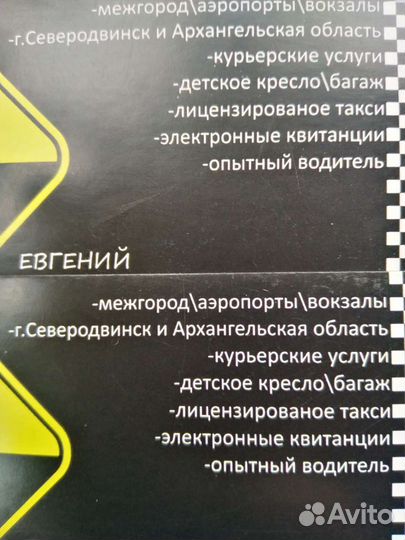 -межгород\аэропорты\вокзалы
-г.Северодвинск и Архангельская область
-курьерские услуги
-детское кресло\багаж
-лицензированое такси
-электронные квитанции
-опытный водитель
ЕВГЕНИЙ
-межгород\аэропорты\вокзалы
-г.Северодвинск и Архангельская область
-курьерские услуги
-детское кресло\багаж
-лицензированое такси
-электронные квитанции
-опытный водитель
Avito